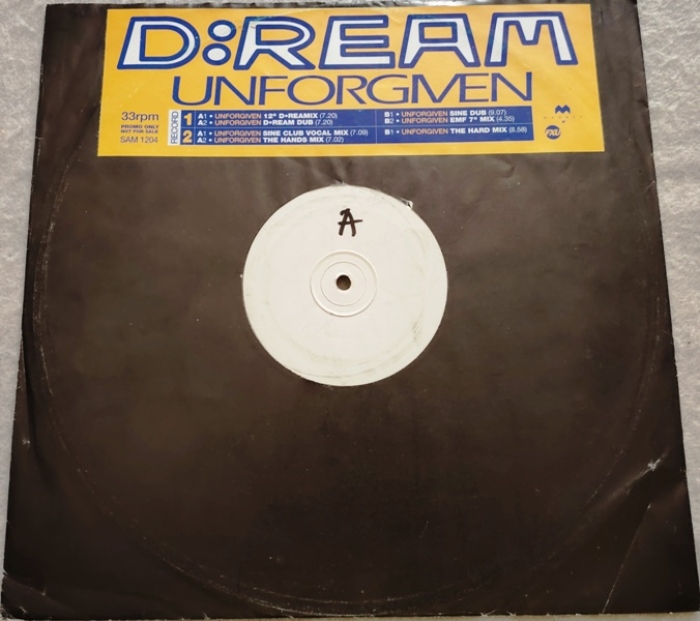 D:REAM
UNFORGIVEN
33rpm
PROMO ONLY
NOT FOR SALE
SAM 1204
RECORD
1
A1 • UNFORGIVEN 12" D•REAMIX (7.20)
A2 • UNFORGIVEN D•REAM DUB (7.20)
B1 • UNFORGIVEN SINE DUB (9.07)
B2 • UNFORGIVEN EMF 7" MIX (4.35)
2
A1 • UNFORGIVEN SINE CLUB VOCAL MIX (7.09)
A2 • UNFORGIVEN THE HANDS MIX (7.02)
B1 • UNFORGIVEN THE HARD MIX (8.58)
A